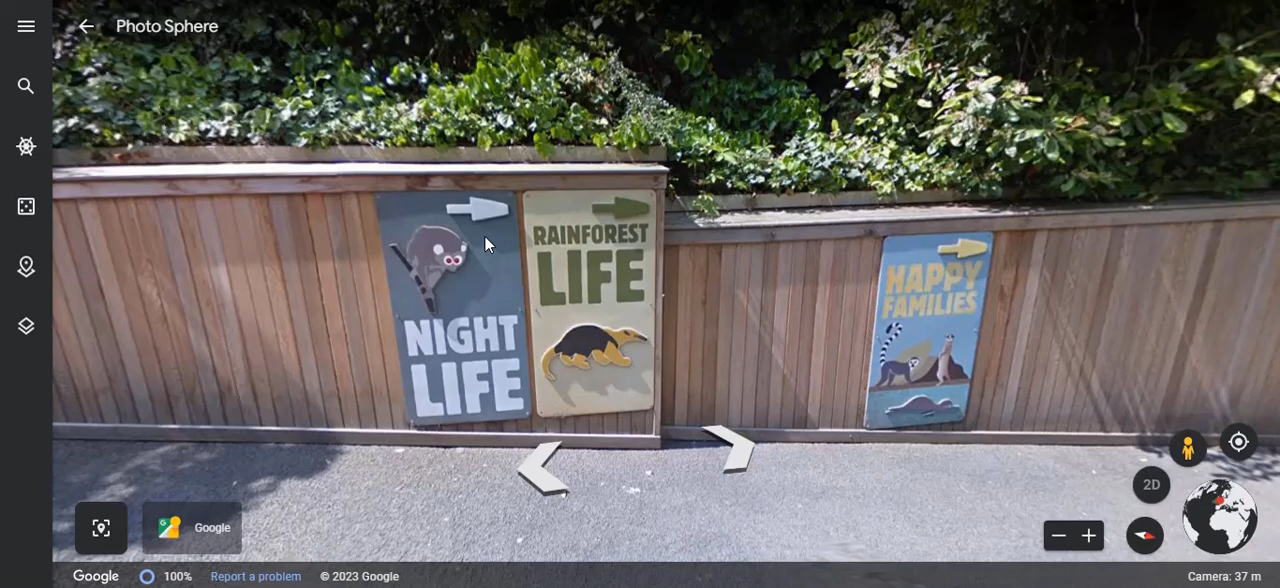 Photo Sphere
NIGHT
LIFE
RAINFOREST
LIFE
HAPPY
FAMILIES
2D
Google
Google
100%
Report a problem
© 2023 Google
Camera: 37 m